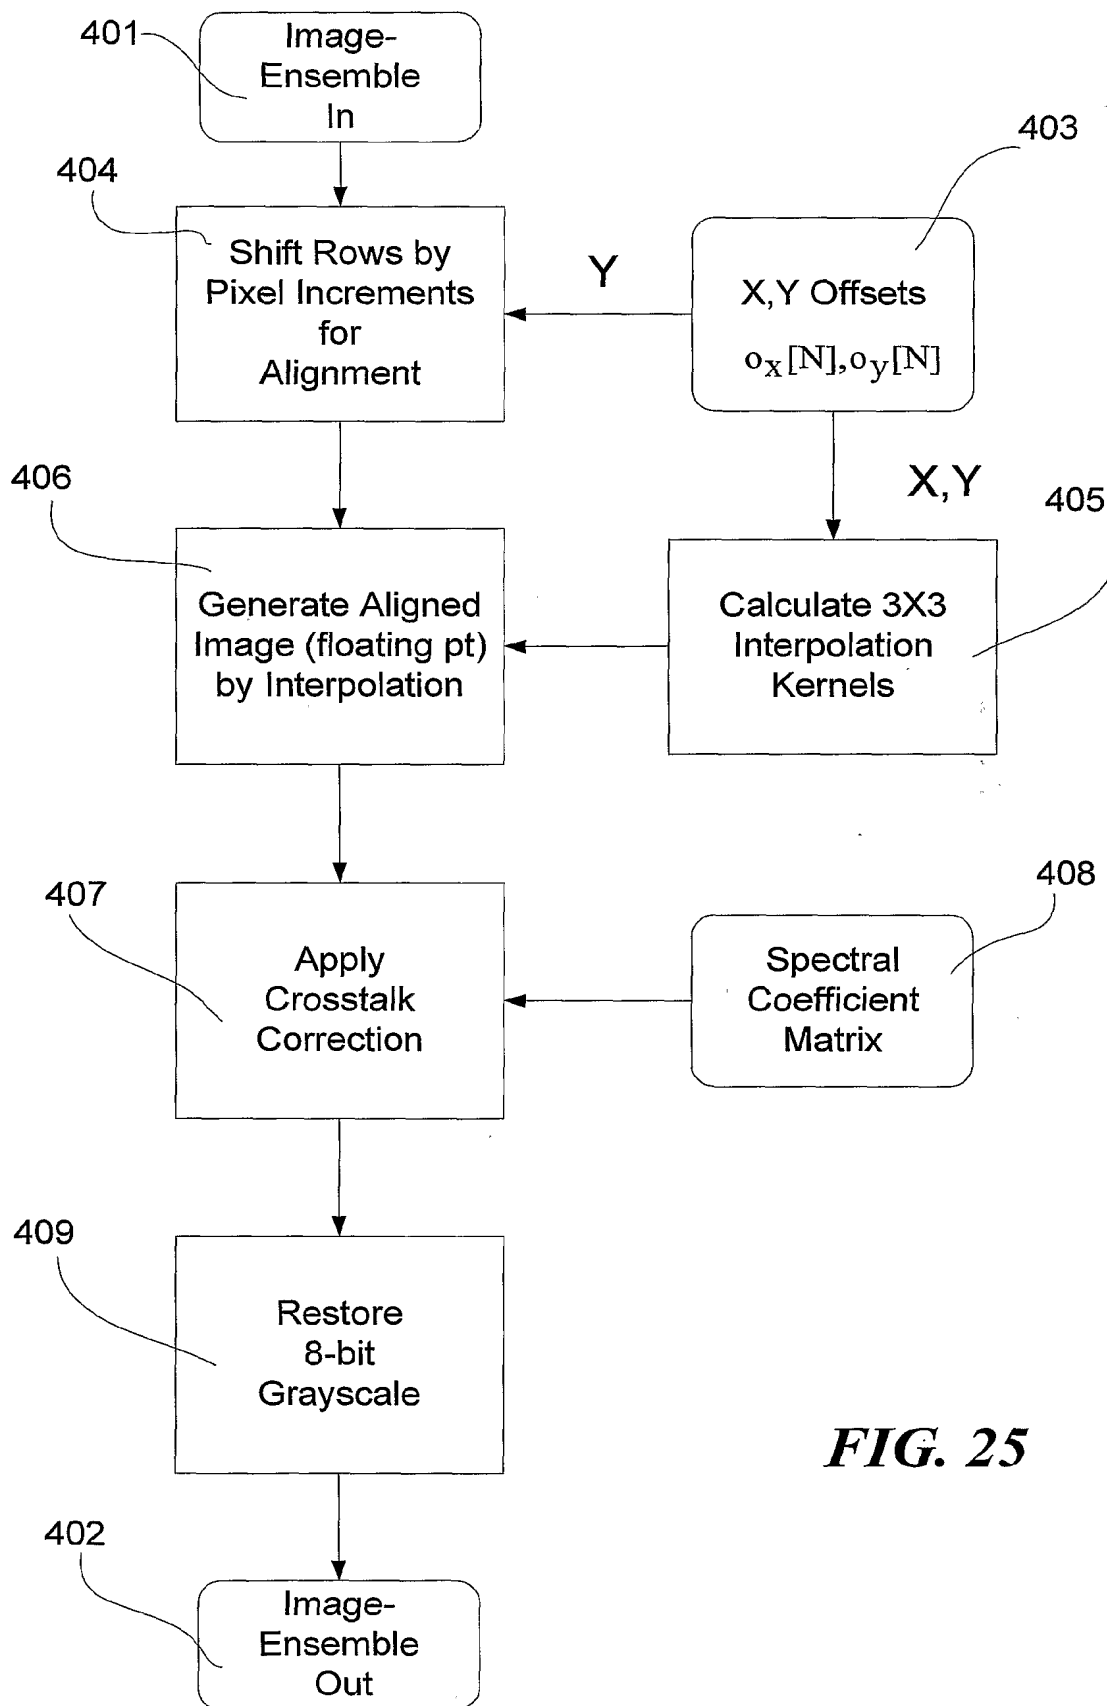 401
Image-
Ensemble
In
404
Shift Rows by
Pixel Increments
for
Alignment
Y
403
X,Y Offsets
oₓ[N],o_y[N]
X,Y
406
Generate Aligned
Image (floating pt)
by Interpolation
405
Calculate 3X3
Interpolation
Kernels
407
Apply
Crosstalk
Correction
408
Spectral
Coefficient
Matrix
409
Restore
8-bit
Grayscale
FIG. 25
402
Image-
Ensemble
Out